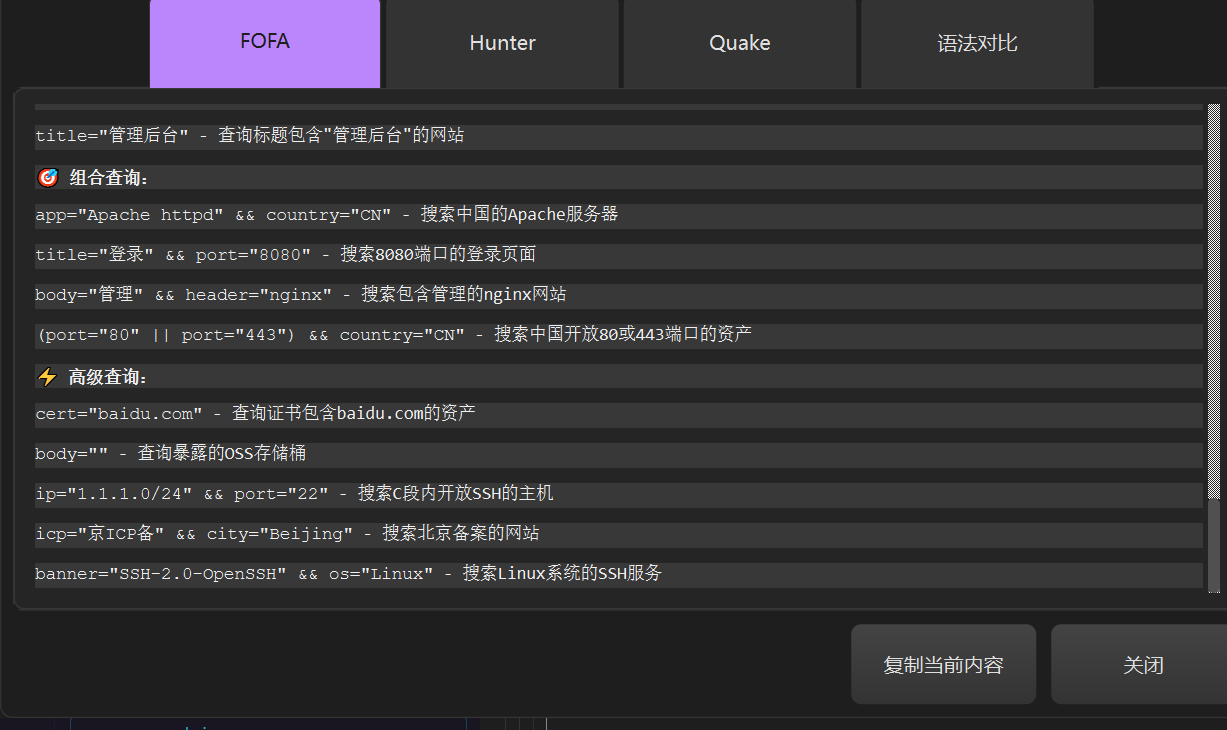 FOFA
Hunter
Quake
语法对比
title="管理后台" - 查询标题包含"管理后台"的网站
🎯 组合查询:
app="Apache httpd" && country="CN" - 搜索中国的Apache服务器
title="登录" && port="8080" - 搜索8080端口的登录页面
body="管理" && header="nginx" - 搜索包含管理的nginx网站
(port="80" || port="443") && country="CN" - 搜索中国开放80或443端口的资产
⚡ 高级查询:
cert="baidu.com" - 查询证书包含baidu.com的资产
body="" - 查询暴露的OSS存储桶
ip="1.1.1.0/24" && port="22" - 搜索C段内开放SSH的主机
icp="京ICP备" && city="Beijing" - 搜索北京备案的网站
banner="SSH-2.0-OpenSSH" && os="Linux" - 搜索Linux系统的SSH服务
复制当前内容
关闭